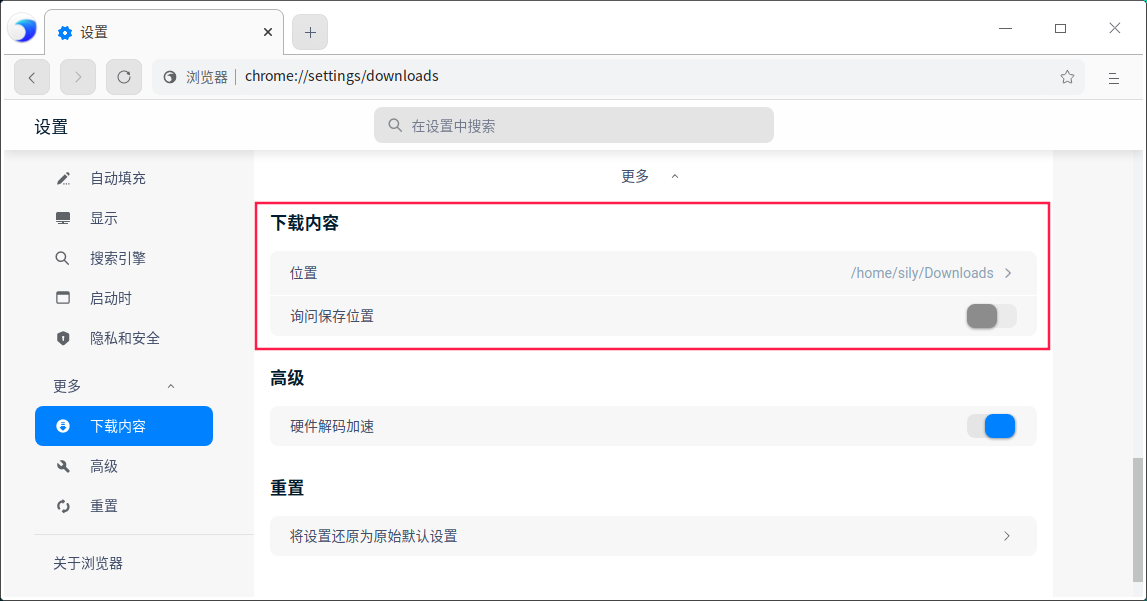 设置
浏览器 | chrome://settings/downloads
设置
在设置中搜索
自动填充
显示
搜索引擎
启动时
隐私和安全
更多
下载内容
高级
重置
关于浏览器
更多
下载内容
位置 /home/sily/Downloads
询问保存位置
高级
硬件解码加速
重置
将设置还原为原始默认设置